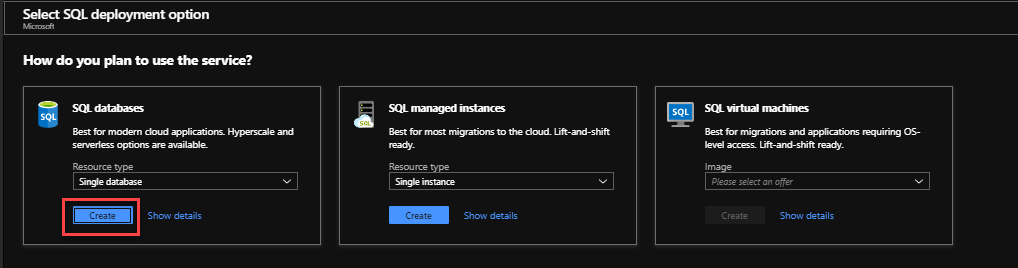 Select SQL deployment option
Microsoft
How do you plan to use the service?
SQL databases
Best for modern cloud applications. Hyperscale and
serverless options are available.
Resource type
Single database
Create
Show details
SQL
SQL managed instances
Best for most migrations to the cloud. Lift-and-shift
ready.
Resource type
Single instance
Create
Show details
SQL
SQL virtual machines
Best for migrations and applications requiring OS-
level access. Lift-and-shift ready.
Image
Please select an offer
Create
Show details